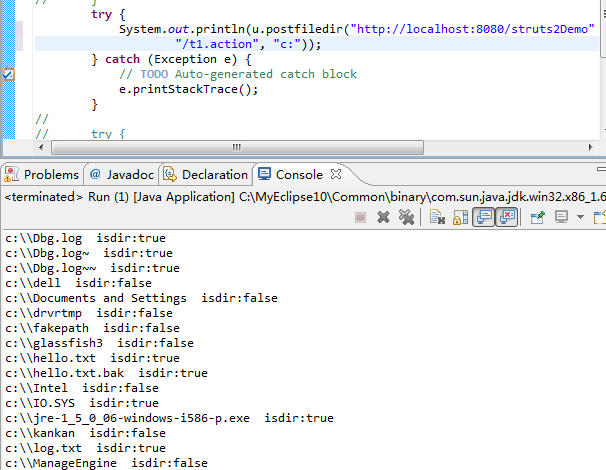 //      }
try {
System.out.println(u.postfiledir("http://localhost:8080/struts2Demo"
"/t1.action", "c:"));
} catch (Exception e) {
// TODO Auto-generated catch block
e.printStackTrace();
}
//
//      try {
Problems @ Javadoc Declaration Console
<terminated> Run (1) [Java Application] C:\MyEclipse10\Common\binary\com.sun.java.jdk.win32.x86_1.6
c:\\Dbg.log  isdir:true
c:\\Dbg.log~  isdir:true
c:\\Dbg.log~~  isdir:true
c:\\dell  isdir:false
c:\\Documents and Settings  isdir:false
c:\\drvrtmp  isdir:false
c:\\fakepath  isdir:false
c:\\glassfish3  isdir:false
c:\\hello.txt  isdir:true
c:\\hello.txt.bak  isdir:true
c:\\Intel  isdir:false
c:\\IO.SYS  isdir:true
c:\\jre-1_5_0_06-windows-i586-p.exe  isdir:true
c:\\kankan  isdir:false
c:\\log.txt  isdir:true
c:\\ManageEngine  isdir:false